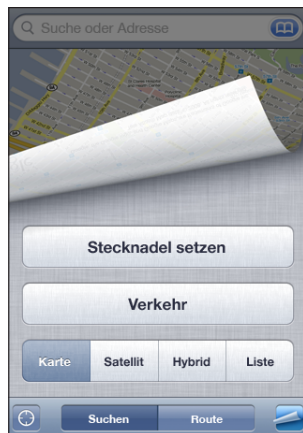 Suche oder Adresse
Stecknadel setzen
Verkehr
Karte Satellit Hybrid Liste
Suchen Route